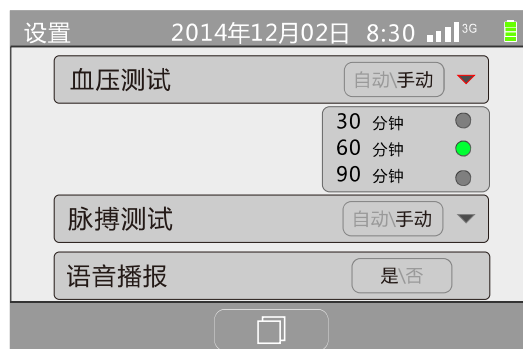 设置 2014年12月02日 8:30 3G
血压测试 自动\手动
30 分钟
60 分钟
90 分钟
脉搏测试 自动\手动
语音播报 是\否